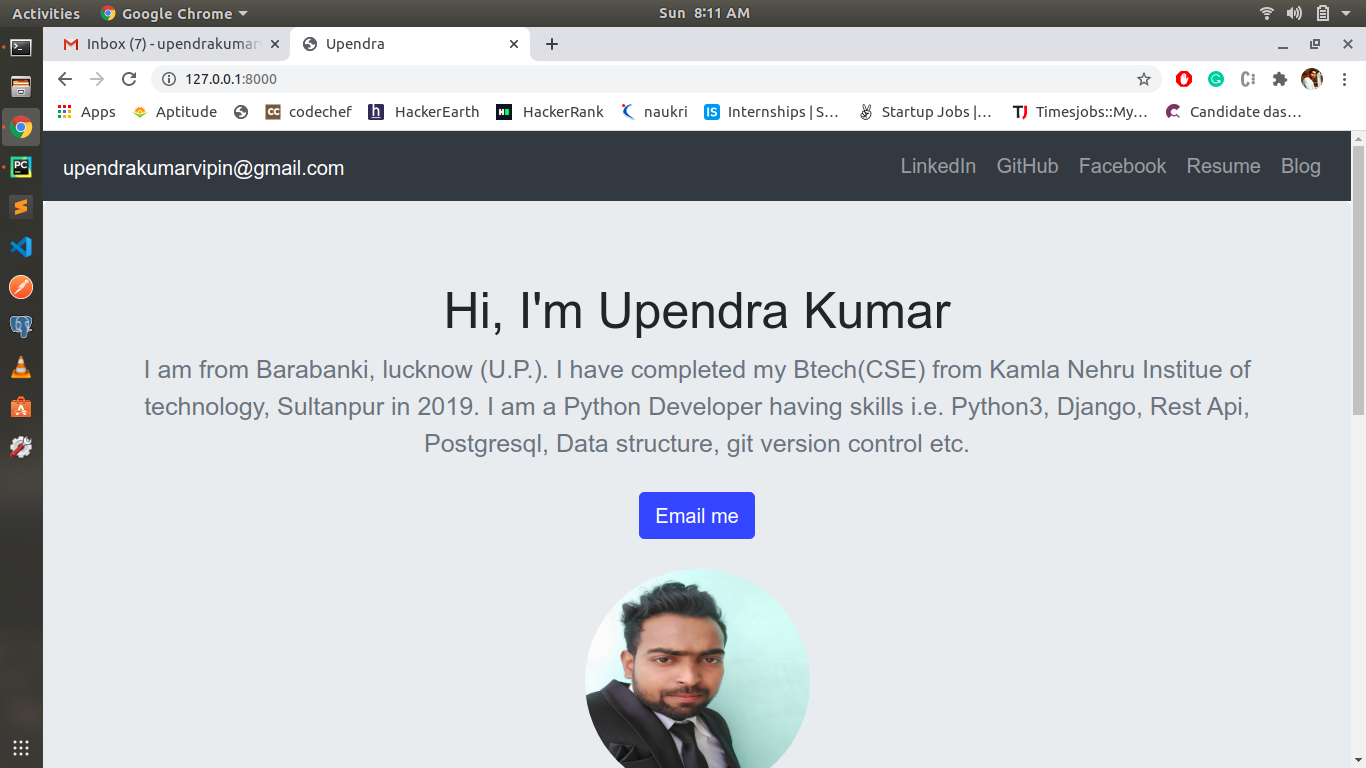 Activities Google Chrome Sun 8:11 AM
Inbox (7) - upendrakumar Upendra
127.0.0.1:8000
Apps Aptitude CC codechef h HackerEarth H HackerRank naukri IS Internships | S... Startup Jobs |... TJ Timesjobs::My... Candidate das...
upendrakumarvipin@gmail.com LinkedIn GitHub Facebook Resume Blog
Hi, I'm Upendra Kumar
I am from Barabanki, lucknow (U.P.). I have completed my Btech(CSE) from Kamla Nehru Institue of
technology, Sultanpur in 2019. I am a Python Developer having skills i.e. Python3, Django, Rest Api,
Postgresql, Data structure, git version control etc.
Email me
PC